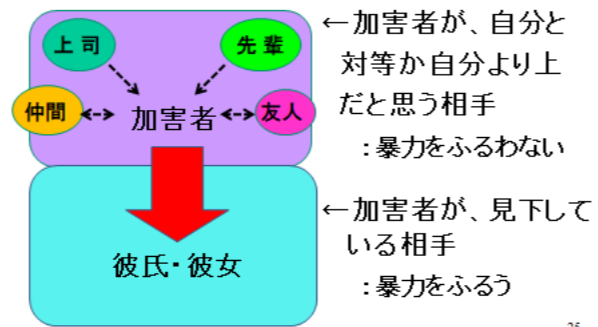 上司
先輩
仲間
加害者
友人
彼氏・彼女
←加害者が、自分と
対等か自分より上
だと思う相手
：暴力をふるわない
←加害者が、見下して
いる相手
：暴力をふるう